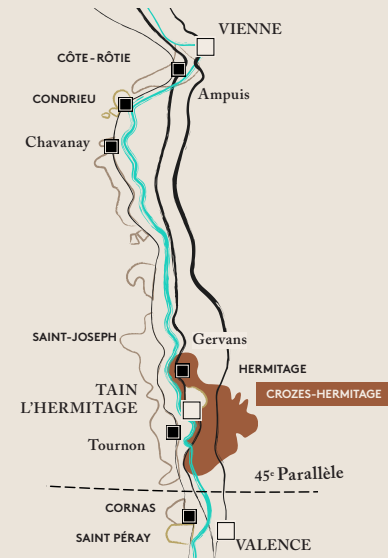 VIENNE
CÔTE-RÔTIE
CONDRIEU
Ampuis
Chavanay
SAINT-JOSEPH
Gervans
HERMITAGE
CROZES-HERMITAGE
TAIN
L'HERMITAGE
Tournon
45e Parallèle
CORNAS
SAINT PÉRAY
VALENCE